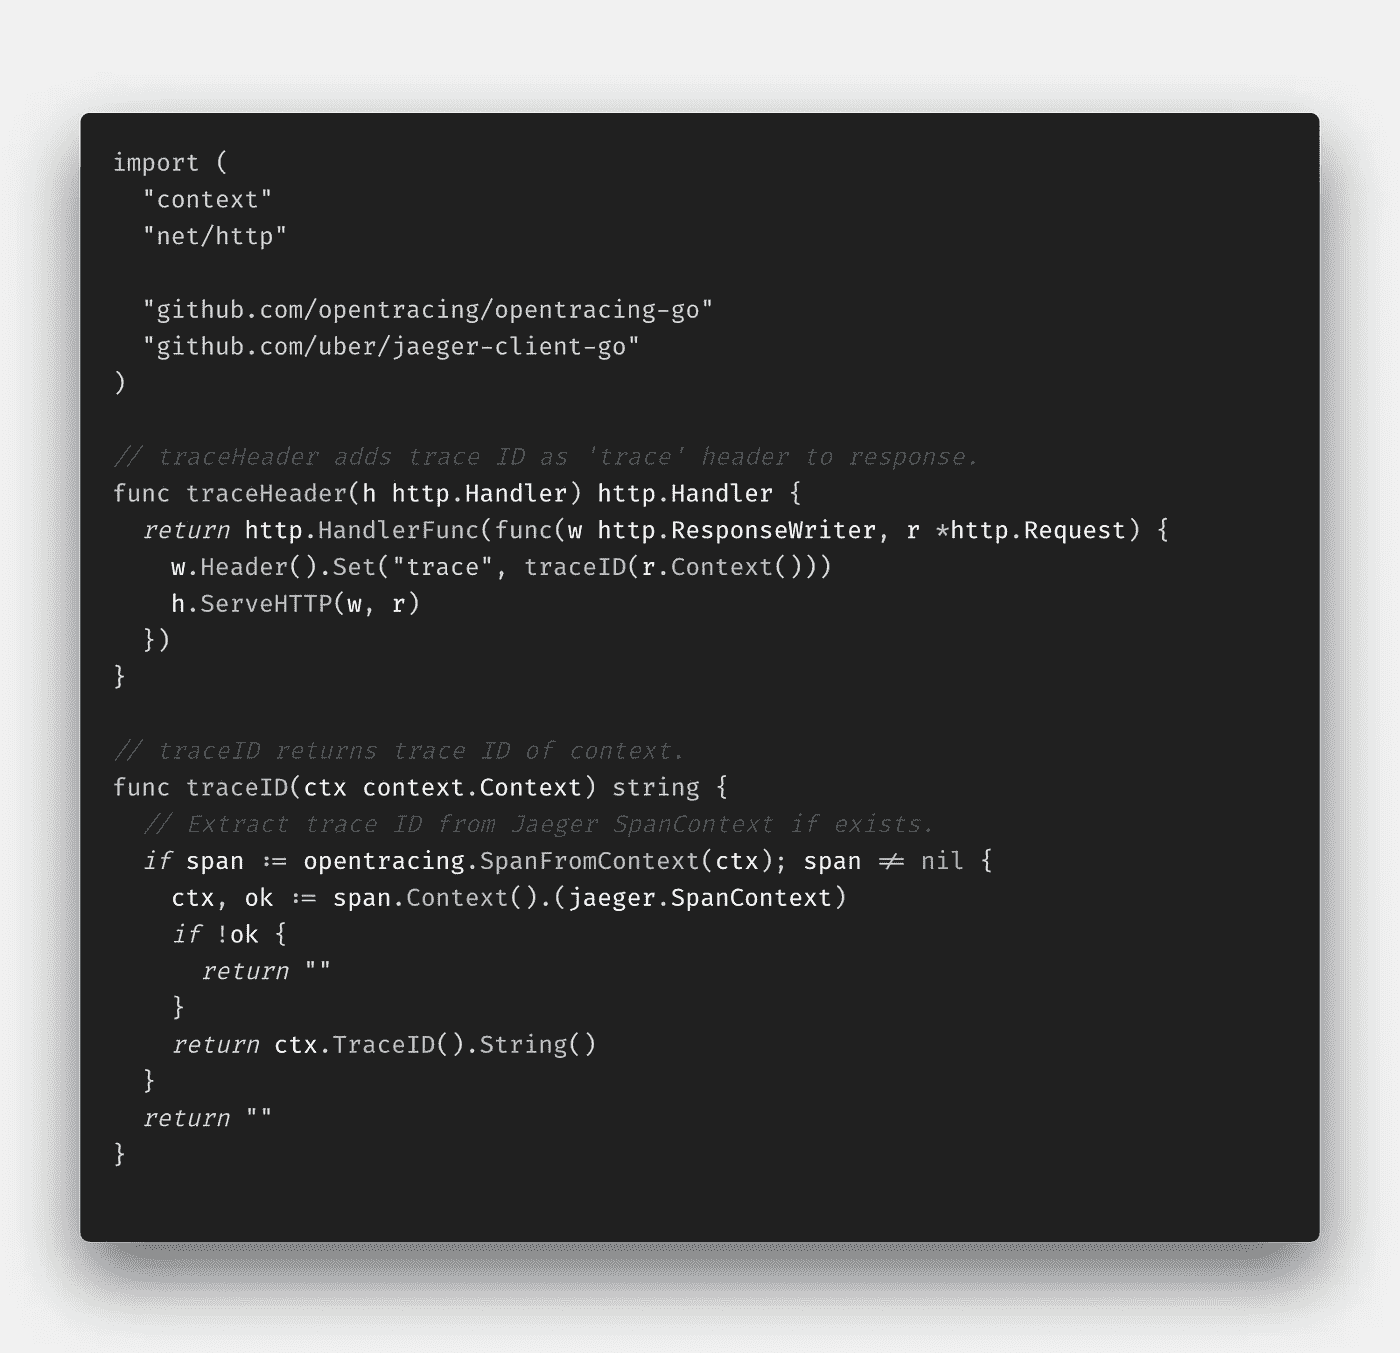 import (
  "context"
  "net/http"

  "github.com/opentracing/opentracing-go"
  "github.com/uber/jaeger-client-go"
)

// traceHeader adds trace ID as 'trace' header to response.
func traceHeader(h http.Handler) http.Handler {
  return http.HandlerFunc(func(w http.ResponseWriter, r *http.Request) {
    w.Header().Set("trace", traceID(r.Context()))
    h.ServeHTTP(w, r)
  })
}

// traceID returns trace ID of context.
func traceID(ctx context.Context) string {
  // Extract trace ID from Jaeger SpanContext if exists.
  if span := opentracing.SpanFromContext(ctx); span != nil {
    ctx, ok := span.Context().(jaeger.SpanContext)
    if !ok {
      return ""
    }
    return ctx.TraceID().String()
  }
  return ""
}